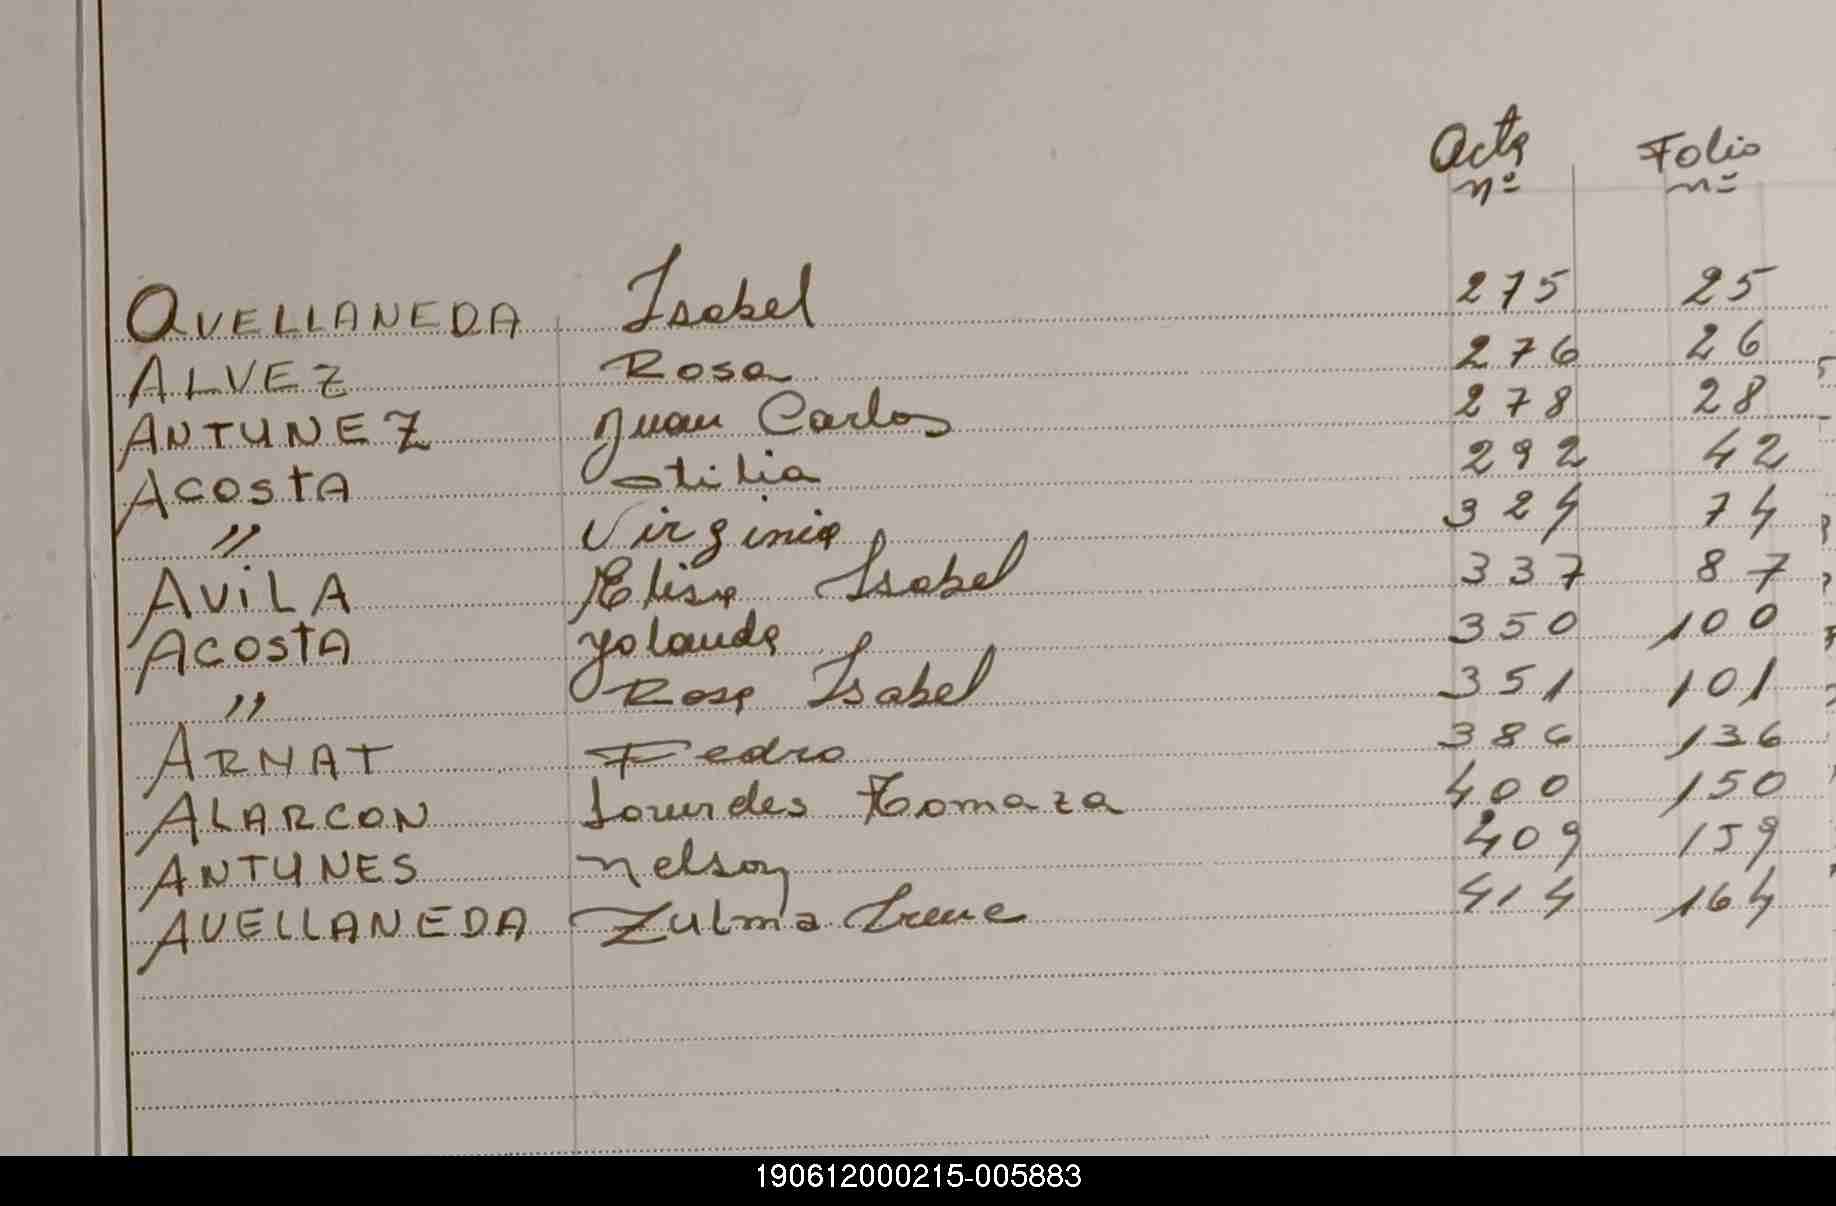 Acta Folio
nº nº
AVELLANEDA Isabel 275 25
ALVEZ Rosa 276 26
ANTUNEZ Juan Carlos 278 28
ACOSTA Otilia 292 42
" Virginia 324 74
AVILA Elisa Isabel 337 87
ACOSTA Yolanda 350 100
" Rosa Isabel 351 101
ARNAT Pedro 386 136
ALARCON Lourdes Tomaza 400 150
ANTUNES Nelson 409 159
AVELLANEDA Zulma Irene 414 164
190612000215-005883